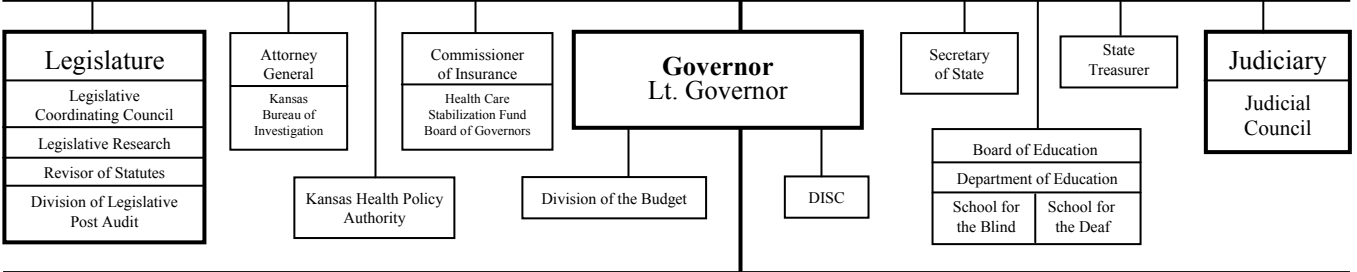 Legislature
Legislative
Coordinating Council
Legislative Research
Revisor of Statutes
Division of Legislative
Post Audit
Attorney
General
Kansas
Bureau of
Investigation
Kansas Health Policy
Authority
Commissioner
of Insurance
Health Care
Stabilization Fund
Board of Governors
Governor
Lt. Governor
Division of the Budget
DISC
Secretary
of State
Board of Education
Department of Education
School for
the Blind
School for
the Deaf
State
Treasurer
Judiciary
Judicial
Council